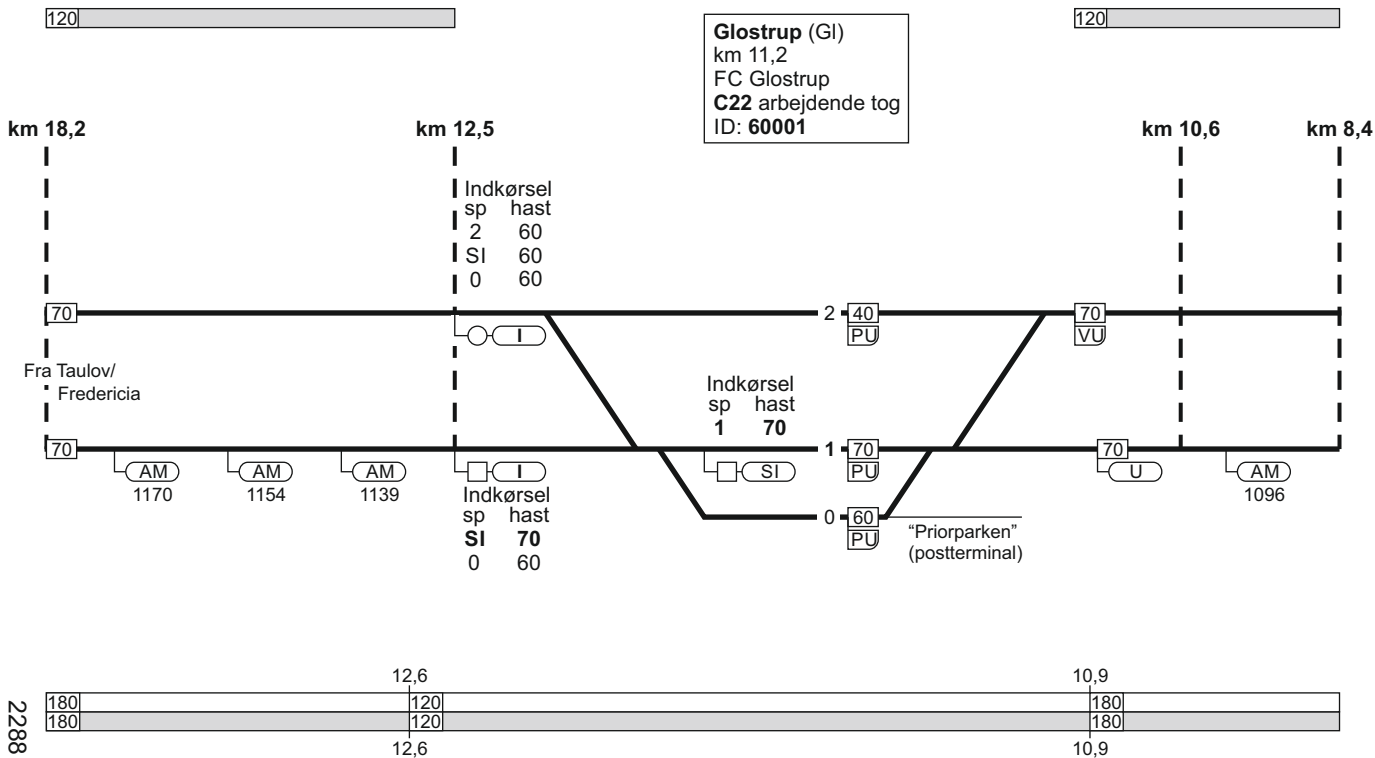 120
120
Glostrup (Gl)
km 11,2
FC Glostrup
C22 arbejdende tog
ID: 60001
km 18,2
km 12,5
km 10,6
km 8,4
Indkørsel
sp hast
2 60
SI 60
0 60
70
2 40
70
I
PU
VU
Fra Taulov/
Fredericia
Indkørsel
sp hast
1 70
70
1 70
70
AM
AM
AM
I
SI
PU
U
AM
1170
1154
1139
1096
Indkørsel
sp hast
SI 70
0 60
0 60
PU
"Priorparken"
(postterminal)
12,6
10,9
180
120
180
180
120
180
12,6
10,9
2288